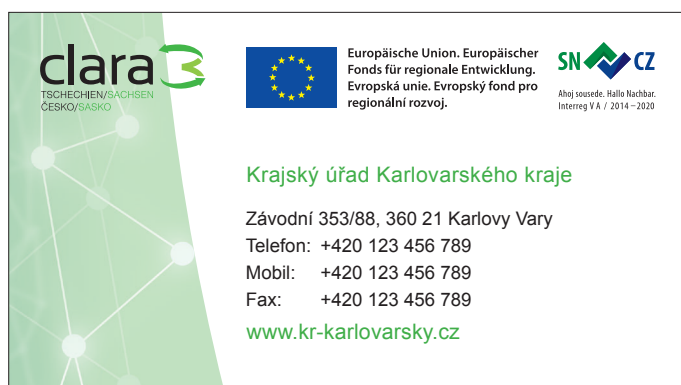 clara3
TSCHECHIEN/SACHSEN
ČESKO/SASKO
Europäische Union. Europäischer
Fonds für regionale Entwicklung.
Evropská unie. Evropský fond pro
regionální rozvoj.
SN CZ
Ahoj sousede. Hallo Nachbar.
Interreg V A / 2014–2020
Krajský úřad Karlovarského kraje
Závodní 353/88, 360 21 Karlovy Vary
Telefon: +420 123 456 789
Mobil: +420 123 456 789
Fax: +420 123 456 789
www.kr-karlovarsky.cz